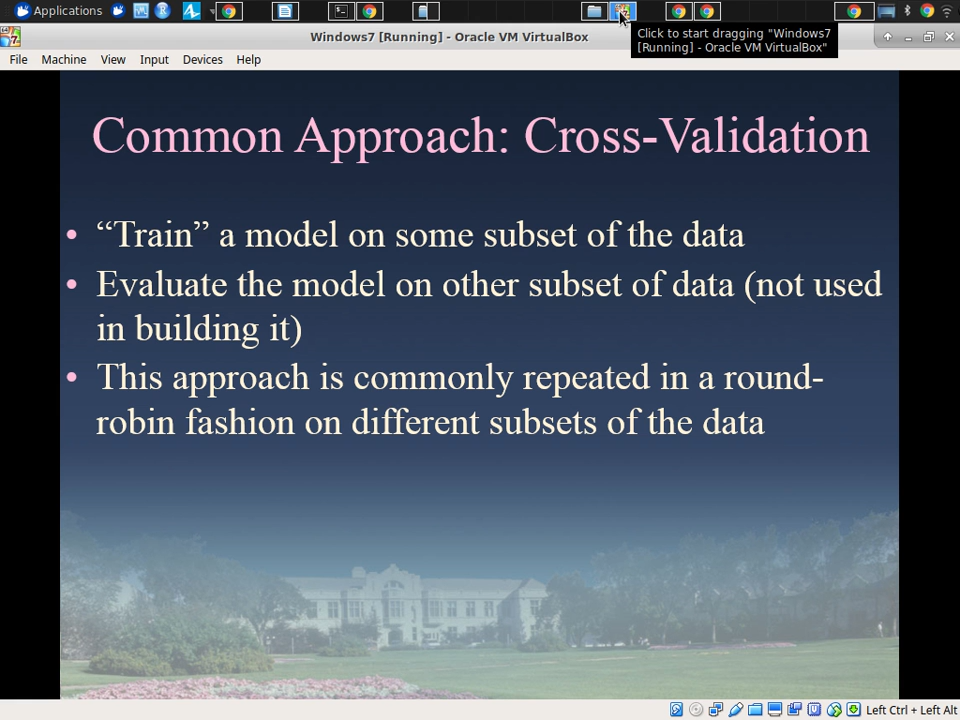 Applications
Windows7 [Running] - Oracle VM VirtualBox
Click to start dragging "Windows7
[Running] - Oracle VM VirtualBox"
File Machine View Input Devices Help
Common Approach: Cross-Validation
• “Train” a model on some subset of the data
• Evaluate the model on other subset of data (not used
in building it)
• This approach is commonly repeated in a round-
robin fashion on different subsets of the data
Left Ctrl + Left Alt